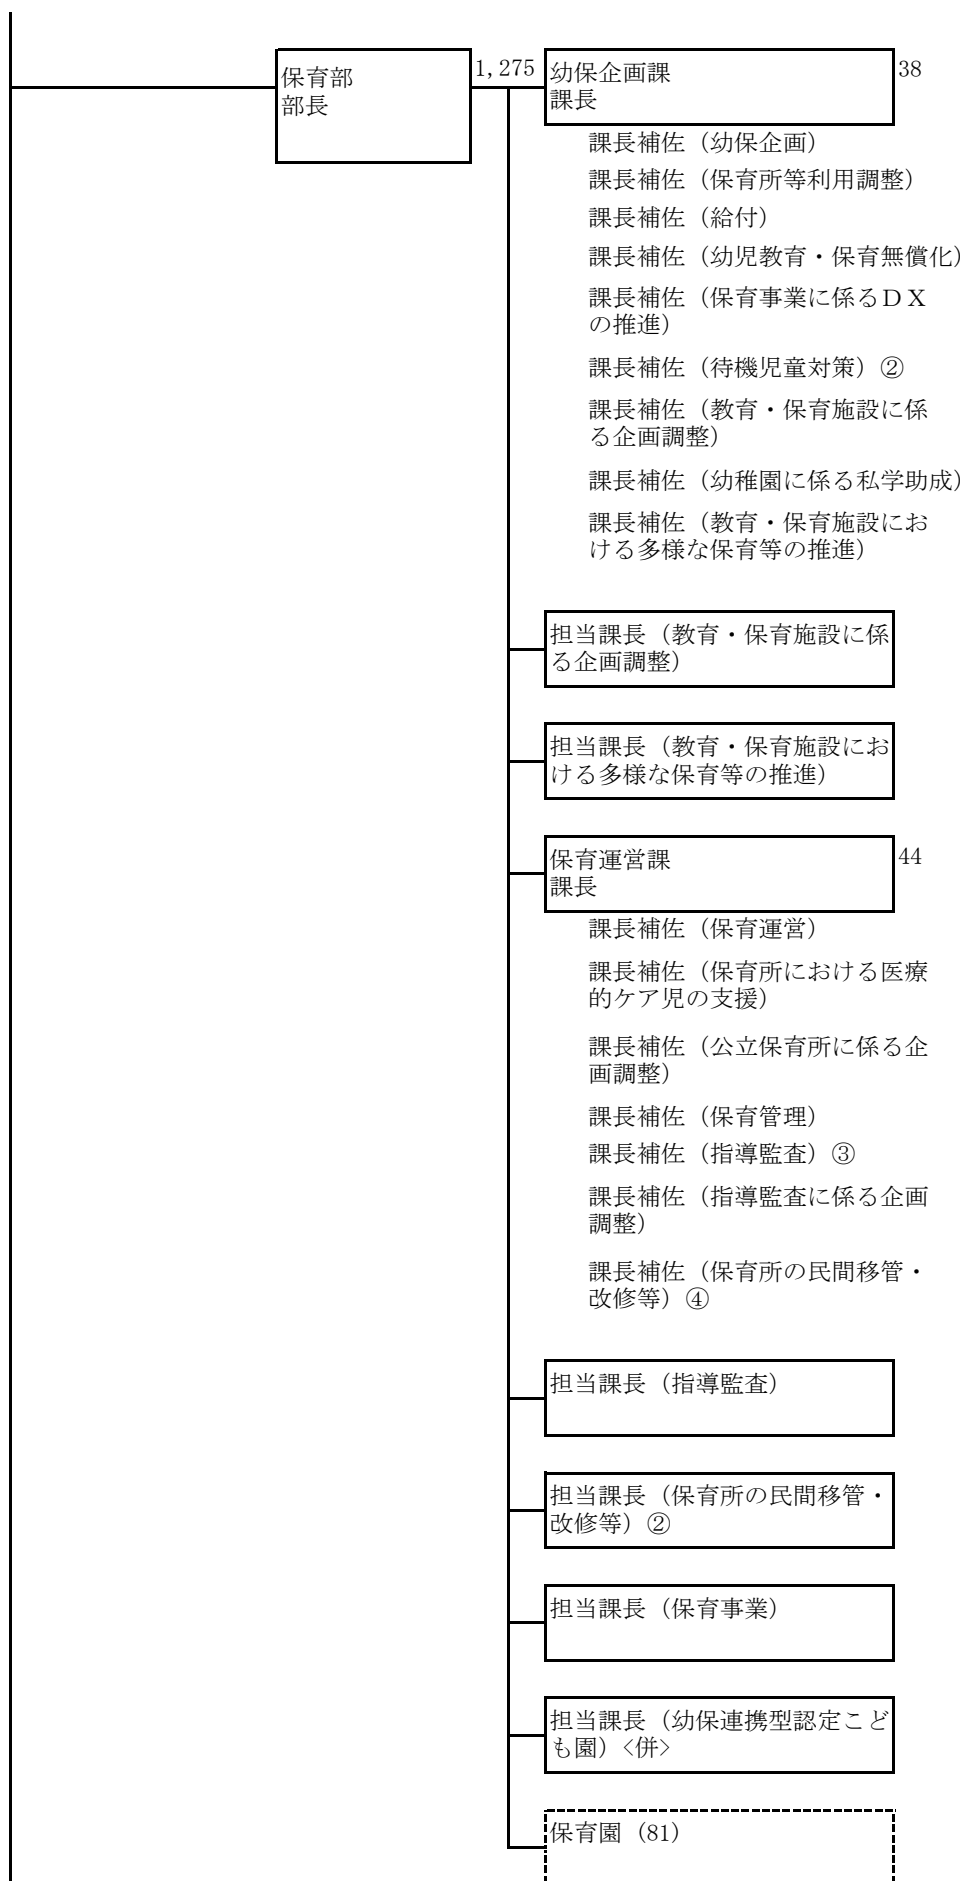 保育部
部長
1,275
幼保企画課
課長
38
課長補佐（幼保企画）
課長補佐（保育所等利用調整）
課長補佐（給付）
課長補佐（幼児教育・保育無償化）
課長補佐（保育事業に係るＤＸ
の推進）
課長補佐（待機児童対策）②
課長補佐（教育・保育施設に係
る企画調整）
課長補佐（幼稚園に係る私学助成）
課長補佐（教育・保育施設にお
ける多様な保育等の推進）
担当課長（教育・保育施設に係
る企画調整）
担当課長（教育・保育施設にお
ける多様な保育等の推進）
保育運営課
課長
44
課長補佐（保育運営）
課長補佐（保育所における医療
的ケア児の支援）
課長補佐（公立保育所に係る企
画調整）
課長補佐（保育管理）
課長補佐（指導監査）③
課長補佐（指導監査に係る企画
調整）
課長補佐（保育所の民間移管・
改修等）④
担当課長（指導監査）
担当課長（保育所の民間移管・
改修等）②
担当課長（保育事業）
担当課長（幼保連携型認定こど
も園）<併>
保育園（81）